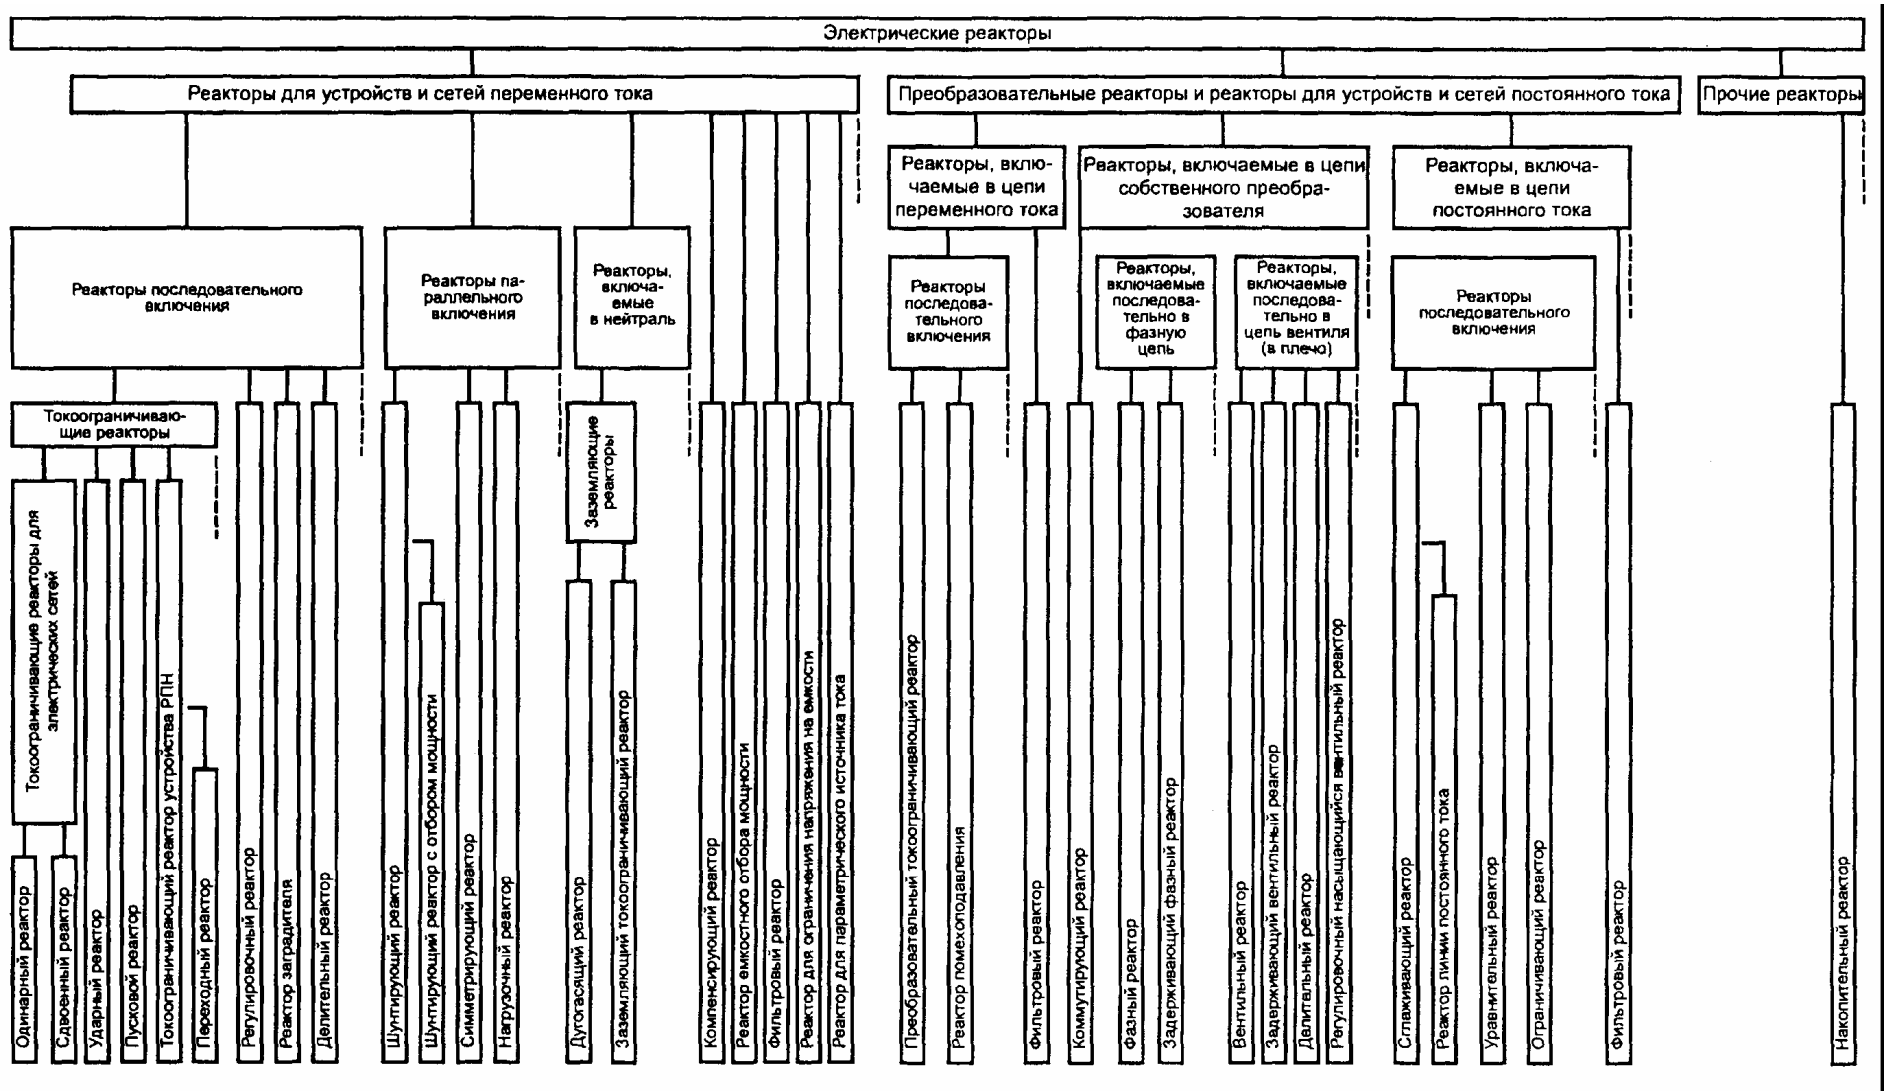 Электрические реакторы
Реакторы для устройств и сетей переменного тока
Преобразовательные реакторы и реакторы для устройств и сетей постоянного тока
Прочие реакторы
Реакторы, вклю-
чаемые в цепи
переменного тока
Реакторы, включаемые в цепи
собственного преобра-
зователя
Реакторы, включа-
емые в цепи
постоянного тока
Реакторы последовательного
включения
Реакторы па-
раллельного
включения
Реакторы,
включа-
емые
в нейтраль
Реакторы
последова-
тельного
включения
Реакторы,
включаемые
последова-
тельно в
фазную
цепь
Реакторы,
включаемые
последова-
тельно в
цепь вентиля
(в плечо)
Реакторы
последовательного
включения
Токоограничиваю-
щие реакторы
Заземляющие
реакторы
Токоограничивающие реакторы для
электрических сетей
Одинарный реактор
Сдвоенный реактор
Ударный реактор
Пусковой реактор
Токоограничивающий реактор устройства РПН
Переходный реактор
Регулировочный реактор
Реактор заградителя
Делительный реактор
Шунтирующий реактор
Шунтирующий реактор с отбором мощности
Симметрирующий реактор
Нагрузочный реактор
Дугогасящий реактор
Заземляющий токоограничивающий реактор
Компенсирующий реактор
Реактор емкостного отбора мощности
Фильтровый реактор
Реактор для ограничения напряжения на емкости
Реактор для параметрического источника тока
Преобразовательный токоограничивающий реактор
Реактор помехоподавления
Фильтровый реактор
Коммутирующий реактор
Фазный реактор
Задерживающий фазный реактор
Вентильный реактор
Задерживающий вентильный реактор
Делительный реактор
Регулировочный насыщающийся вентильный реактор
Сглаживающий реактор
Реактор линии постоянного тока
Уравнительный реактор
Ограничивающий реактор
Фильтровый реактор
Накопительный реактор